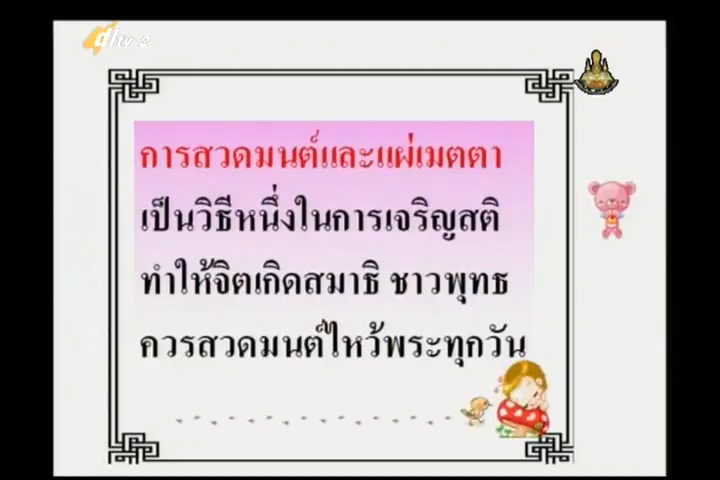 dltv 2
การสวดมนต์และแผ่เมตตา
เป็นวิธีหนึ่งในการเจริญสติ
ทำให้จิตเกิดสมาธิ ชาวพุทธ
ควรสวดมนต์ไหว้พระทุกวัน